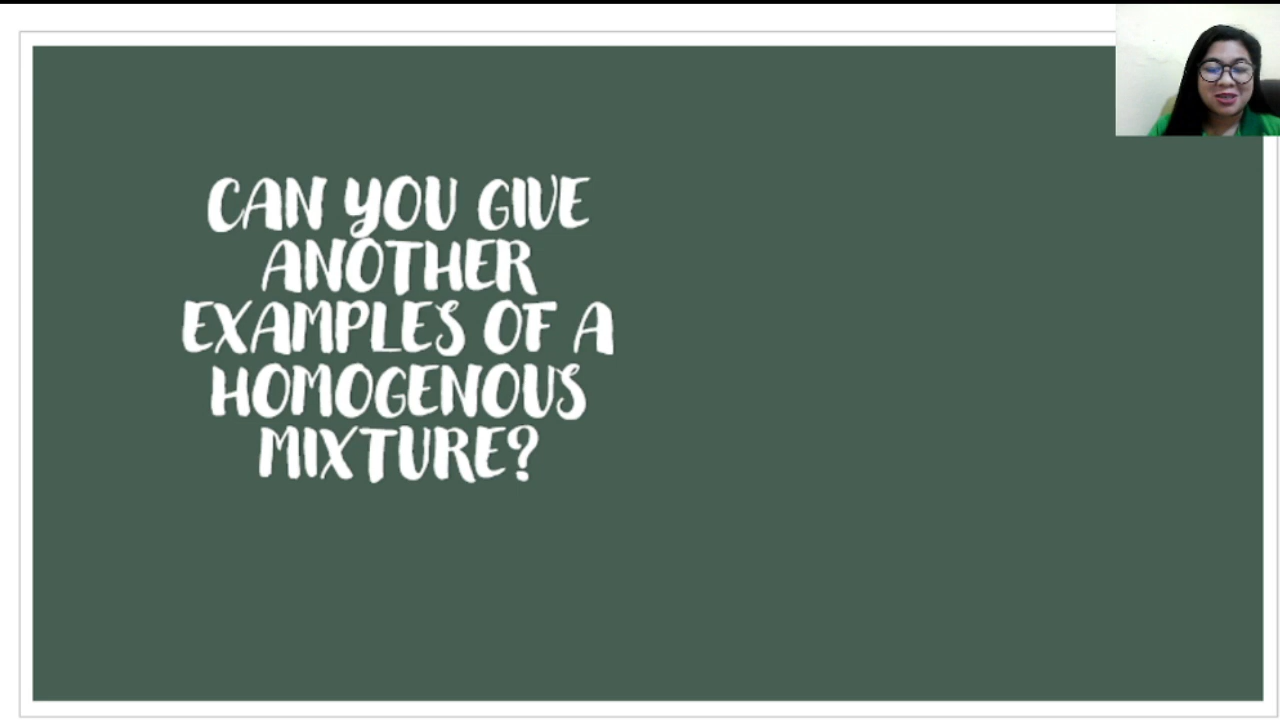 CAN YOU GIVE
ANOTHER
EXAMPLES OF A
HOMOGENOUS
MIXTURE?